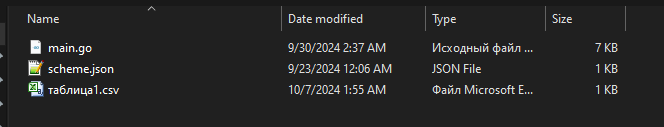 Name Date modified Type Size
main.go 9/30/2024 2:37 AM Исходный файл ... 7 KB
scheme.json 9/23/2024 12:06 AM JSON File 1 KB
таблица1.csv 10/7/2024 1:55 AM Файл Microsoft E... 1 KB